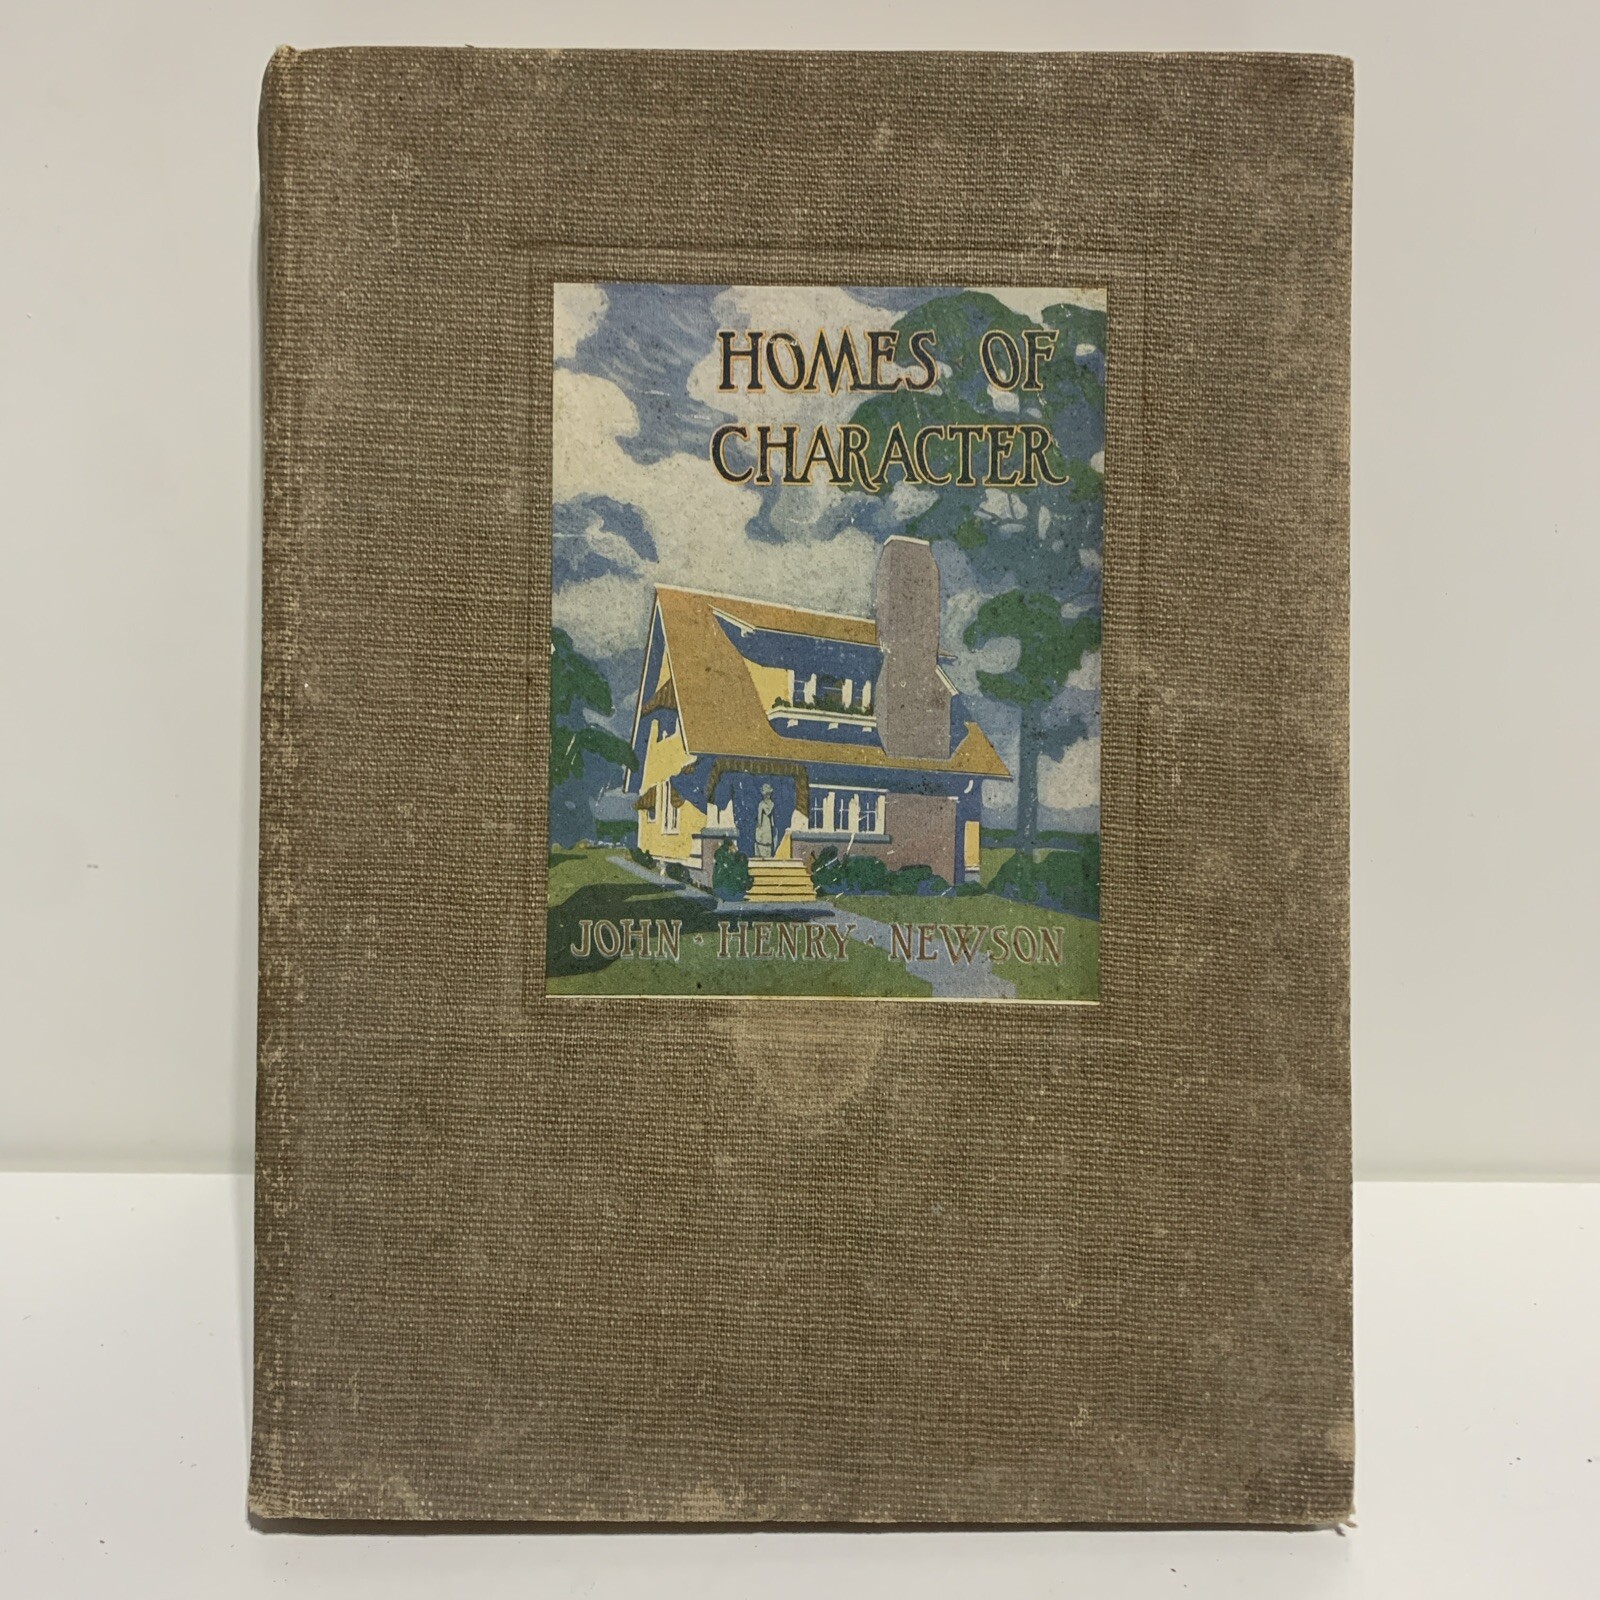 HOMES OF
CHARACTER
JOHN · HENRY · NEWSON